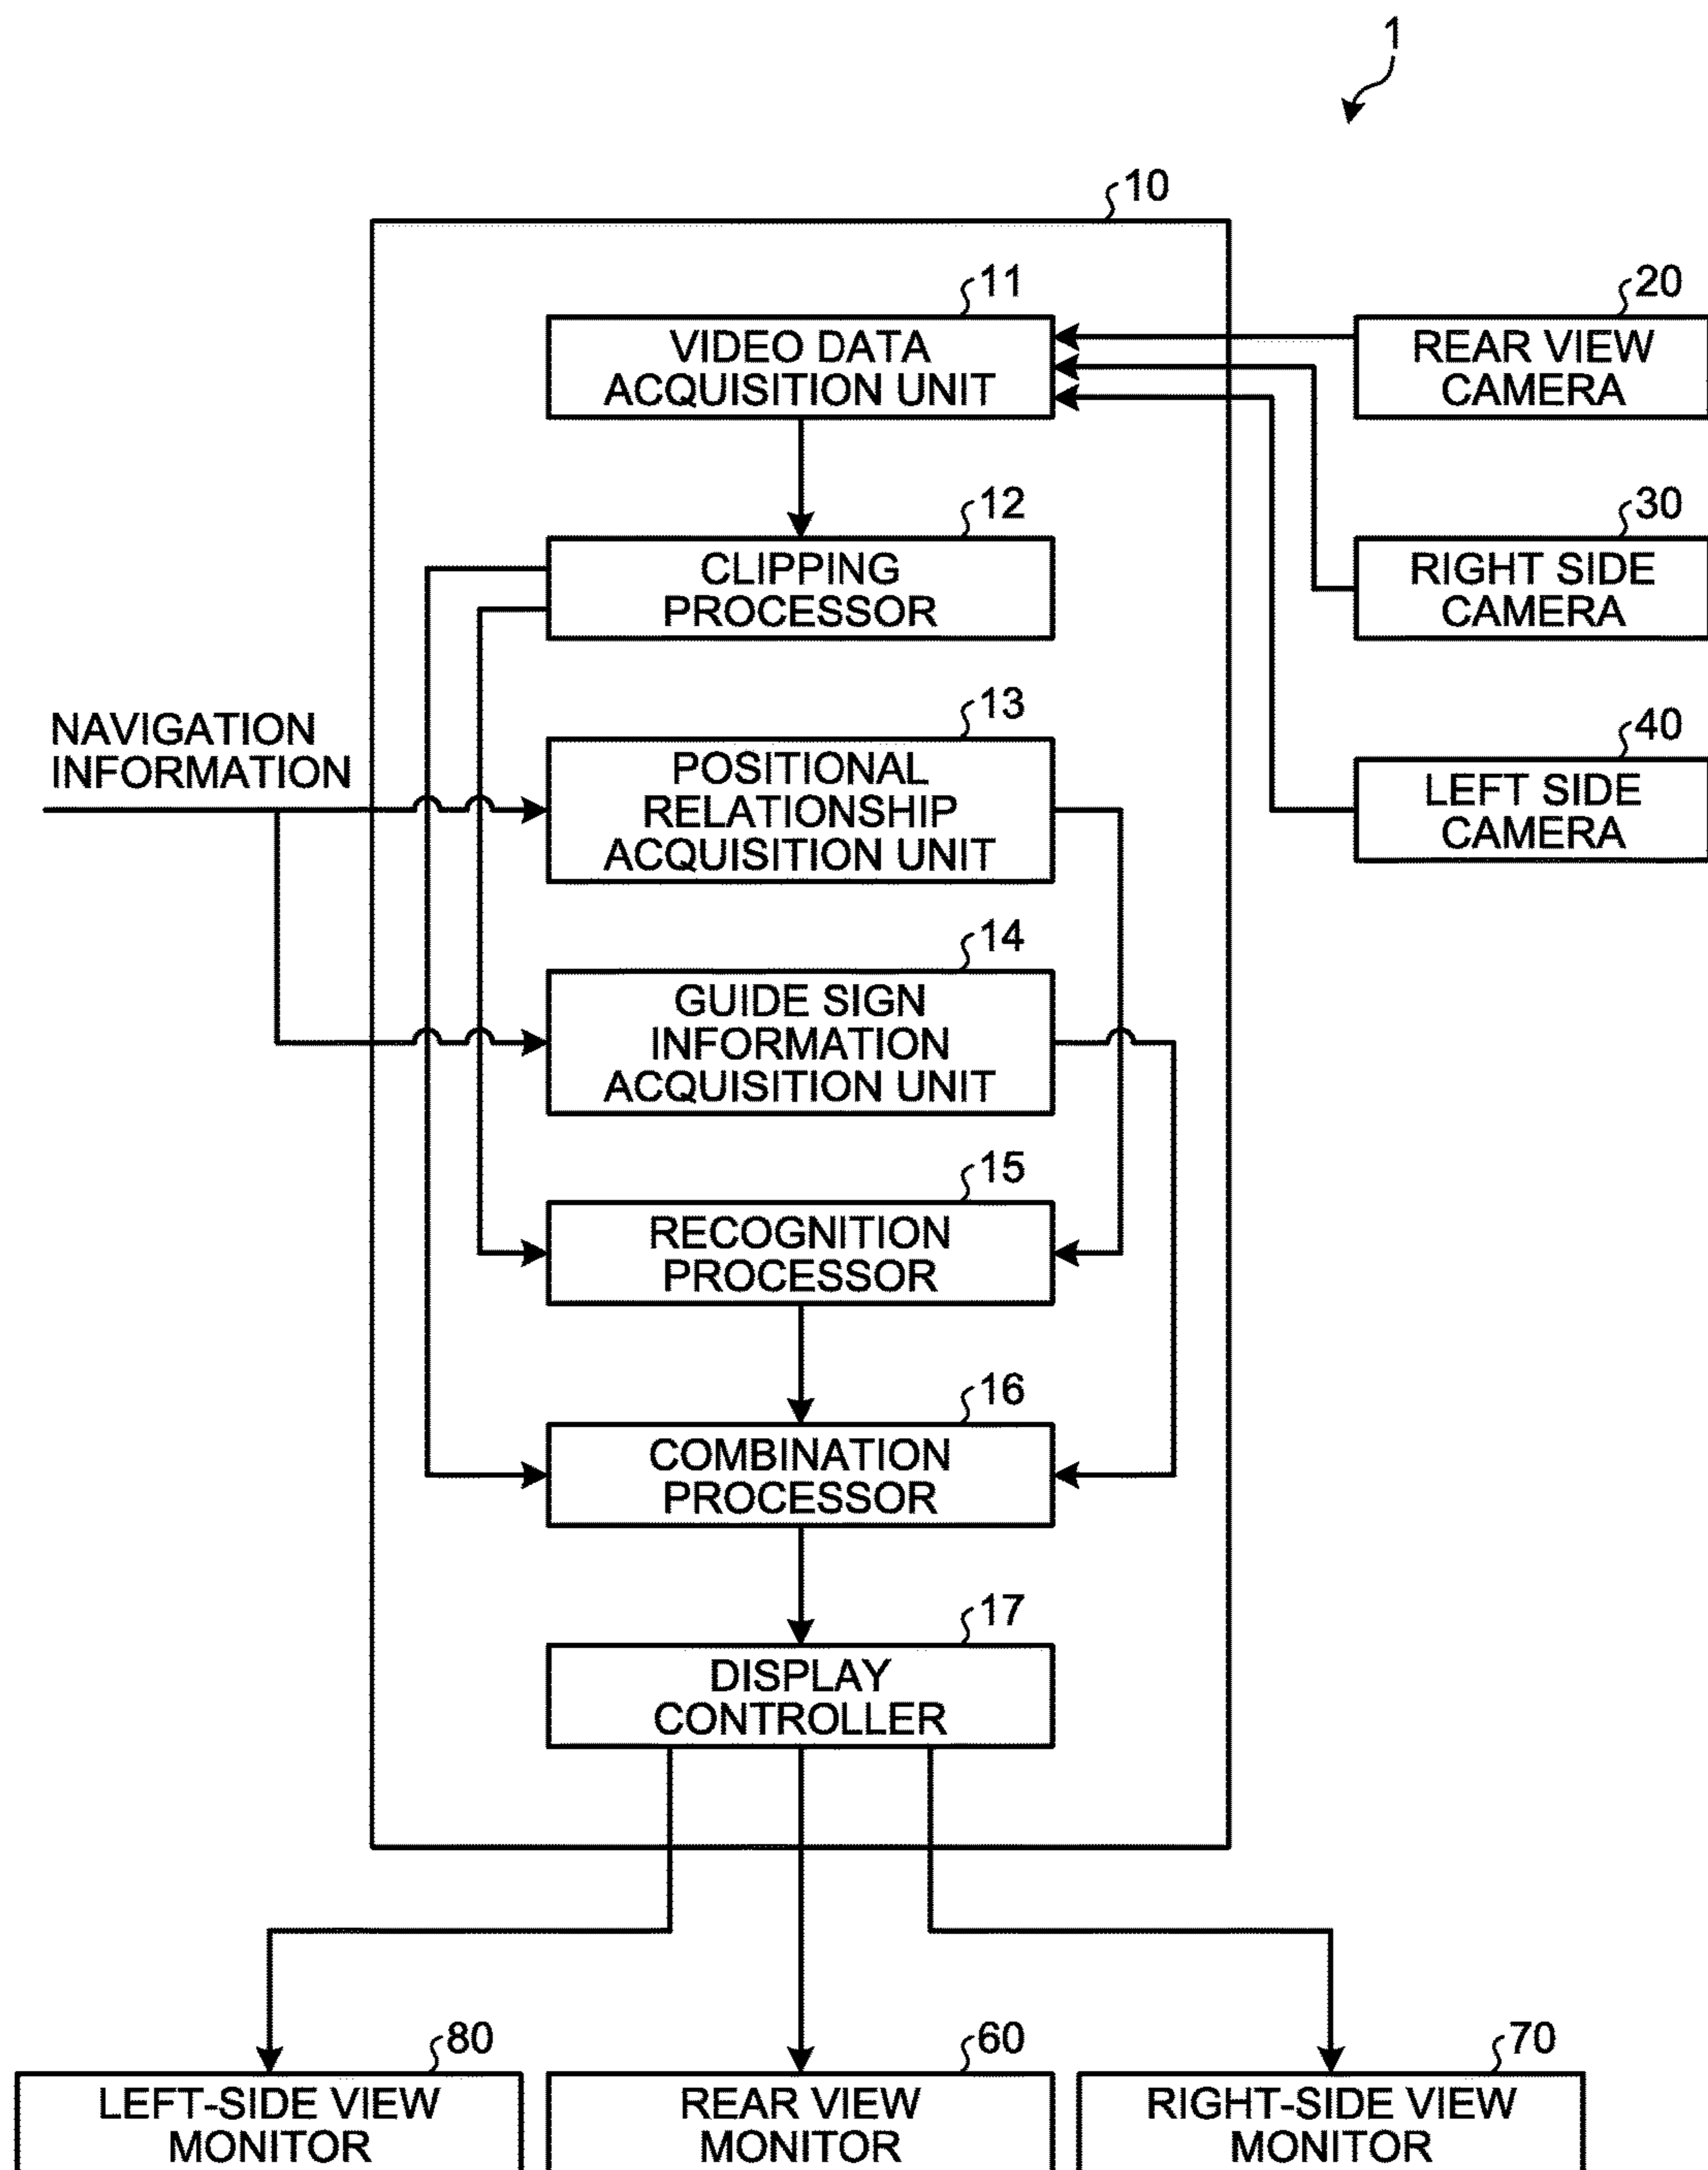 1
10
11
VIDEO DATA
ACQUISITION UNIT
20
REAR VIEW
CAMERA
12
CLIPPING
PROCESSOR
30
RIGHT SIDE
CAMERA
NAVIGATION
INFORMATION
13
POSITIONAL
RELATIONSHIP
ACQUISITION UNIT
40
LEFT SIDE
CAMERA
14
GUIDE SIGN
INFORMATION
ACQUISITION UNIT
15
RECOGNITION
PROCESSOR
16
COMBINATION
PROCESSOR
17
DISPLAY
CONTROLLER
80
LEFT-SIDE VIEW
MONITOR
60
REAR VIEW
MONITOR
70
RIGHT-SIDE VIEW
MONITOR